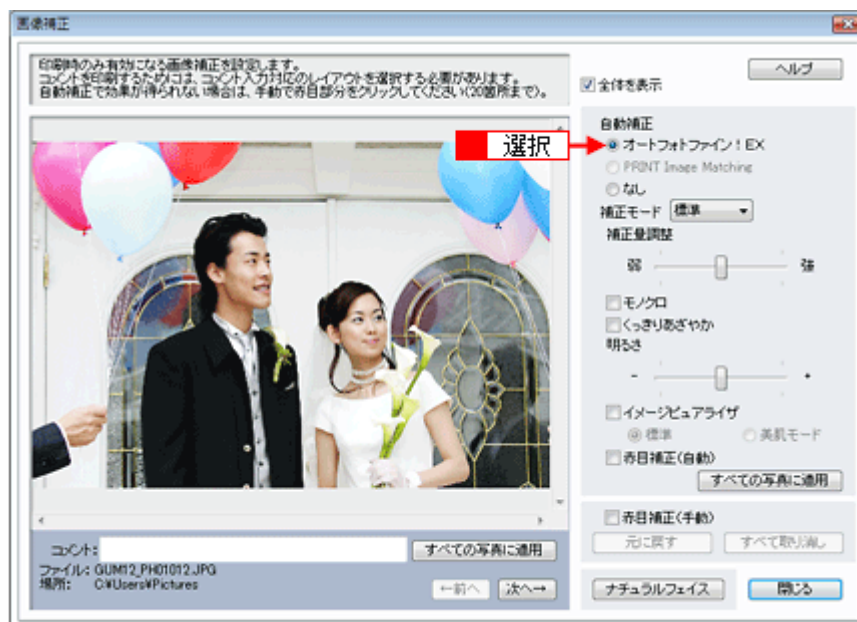 画像補正
印刷時のみ有効になる画像補正を設定します。
コメントを印刷するためには、コメント入力対応のレイアウトを選択する必要があります。
自動補正で効果が得られない場合は、手動で赤目部分をクリックしてください(20箇所まで)。
全体を表示
ヘルプ
自動補正
選択
オートフォトファイン！EX
PRINT Image Matching
なし
補正モード 標準
補正量調整
弱 強
モノクロ
くっきりあざやか
明るさ
- +
イメージピュアライザ
標準 美肌モード
赤目補正(自動)
すべての写真に適用
赤目補正(手動)
元に戻す すべて取り消し
ナチュラルフェイス 閉じる
コメント: すべての写真に適用
ファイル: GUM12_PH01012.JPG
場所: C:¥Users¥Pictures
←前へ 次へ→